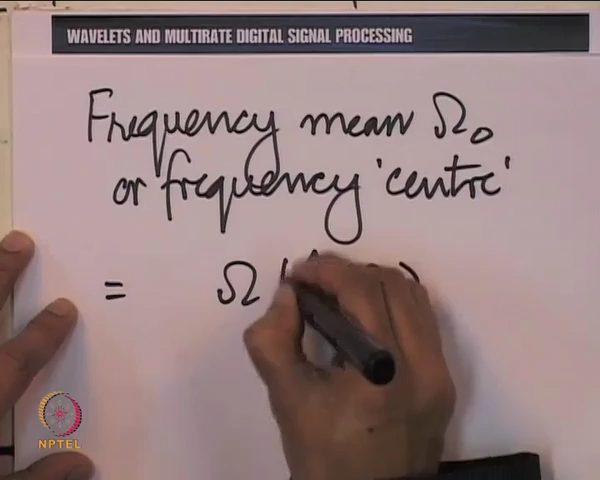 WAVELETS AND MULTIRATE DIGITAL SIGNAL PROCESSING
Frequency mean Ω₀
or frequency 'centre'
= Ω
NPTEL